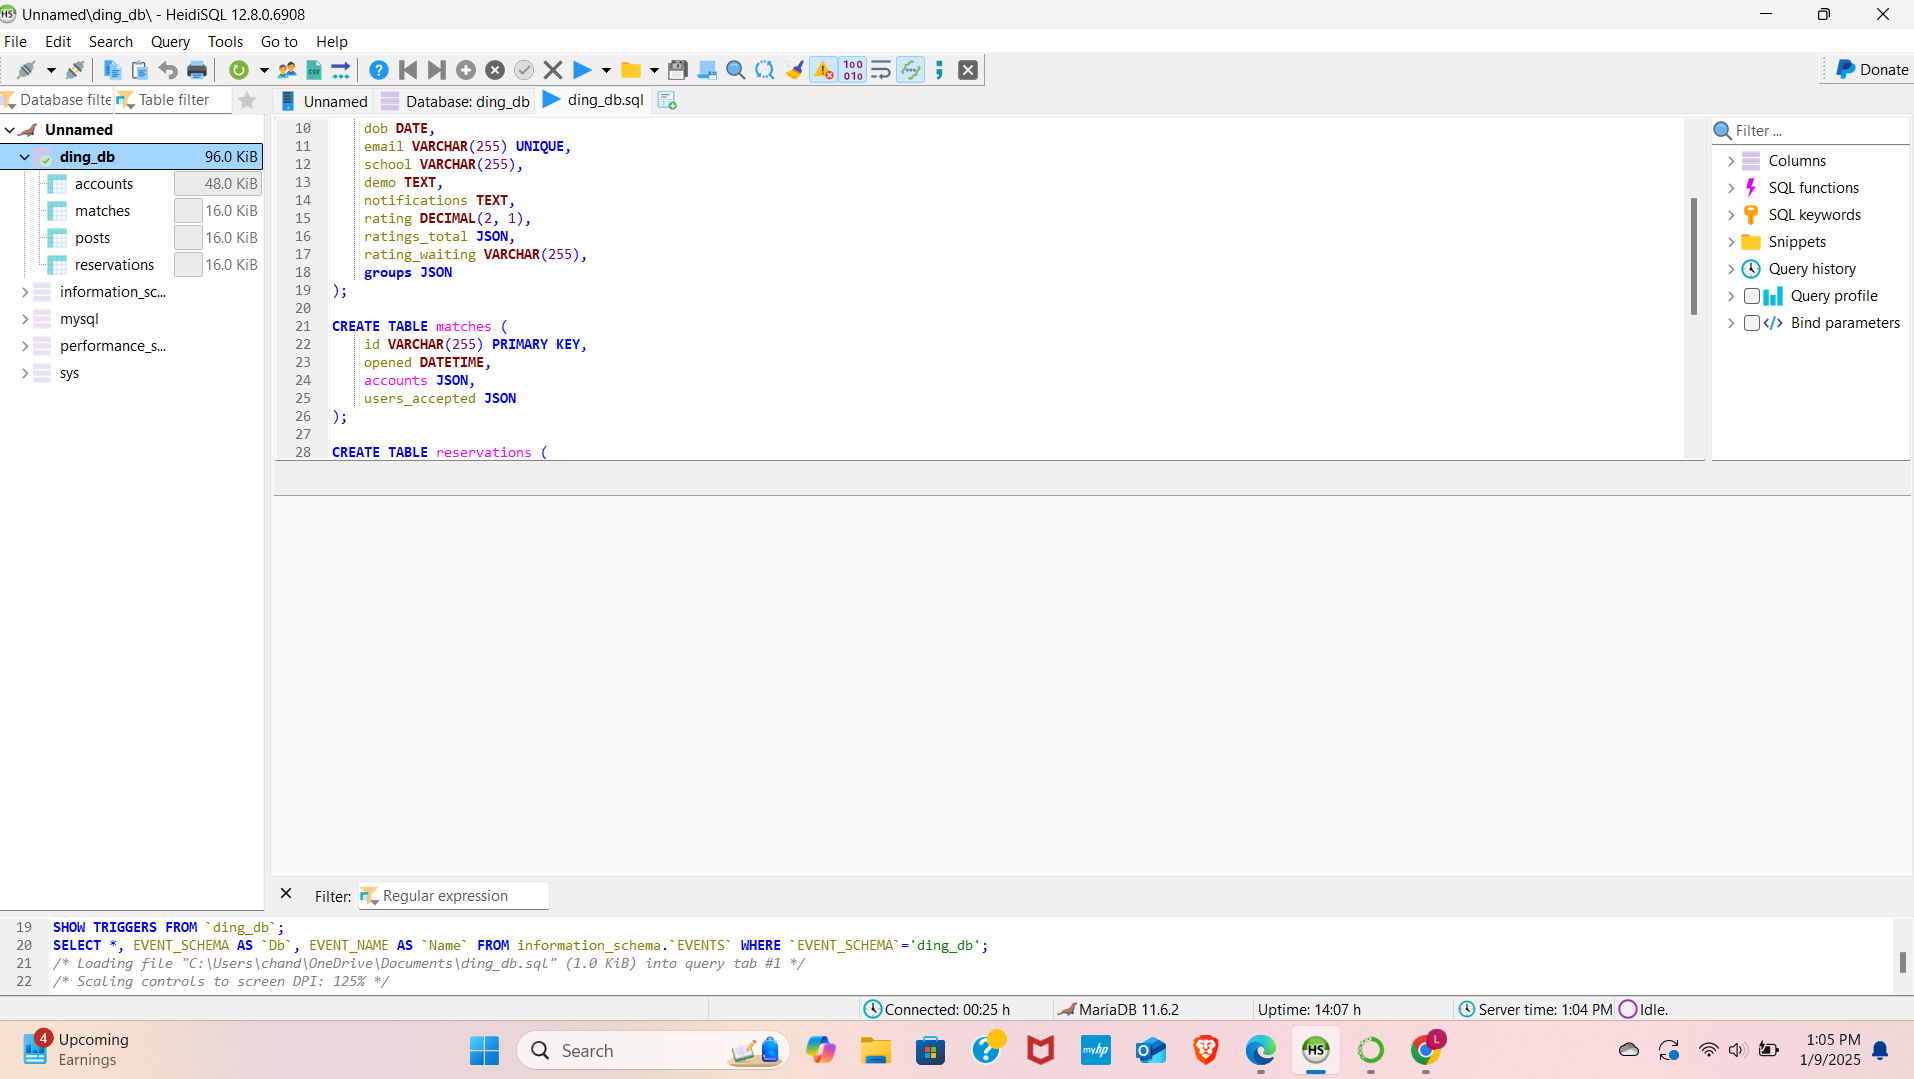 Unnamed\ding_db\ - HeidiSQL 12.8.0.6908
File Edit Search Query Tools Go to Help
Donate
Database filte Table filter
Unnamed Database: ding_db ding_db.sql
Unnamed
ding_db 96.0 KiB
accounts 48.0 KiB
matches 16.0 KiB
posts 16.0 KiB
reservations 16.0 KiB
information_sc...
mysql
performance_s...
sys
10 dob DATE,
11 email VARCHAR(255) UNIQUE,
12 school VARCHAR(255),
13 demo TEXT,
14 notifications TEXT,
15 rating DECIMAL(2, 1),
16 ratings_total JSON,
17 rating_waiting VARCHAR(255),
18 groups JSON
19 );
20
21 CREATE TABLE matches (
22 id VARCHAR(255) PRIMARY KEY,
23 opened DATETIME,
24 accounts JSON,
25 users_accepted JSON
26 );
27
28 CREATE TABLE reservations (
Filter ...
Columns
SQL functions
SQL keywords
Snippets
Query history
Query profile
Bind parameters
Filter: Regular expression
19 SHOW TRIGGERS FROM `ding_db`;
20 SELECT *, EVENT_SCHEMA AS `Db`, EVENT_NAME AS `Name` FROM information_schema.`EVENTS` WHERE `EVENT_SCHEMA`='ding_db';
21 /* Loading file "C:\Users\chand\OneDrive\Documents\ding_db.sql" (1.0 KiB) into query tab #1 */
22 /* Scaling controls to screen DPI: 125% */
Connected: 00:25 h MariaDB 11.6.2 Uptime: 14:07 h Server time: 1:04 PM Idle.
4
Upcoming
Earnings
Search
myhp
HS
L
1:05 PM
1/9/2025